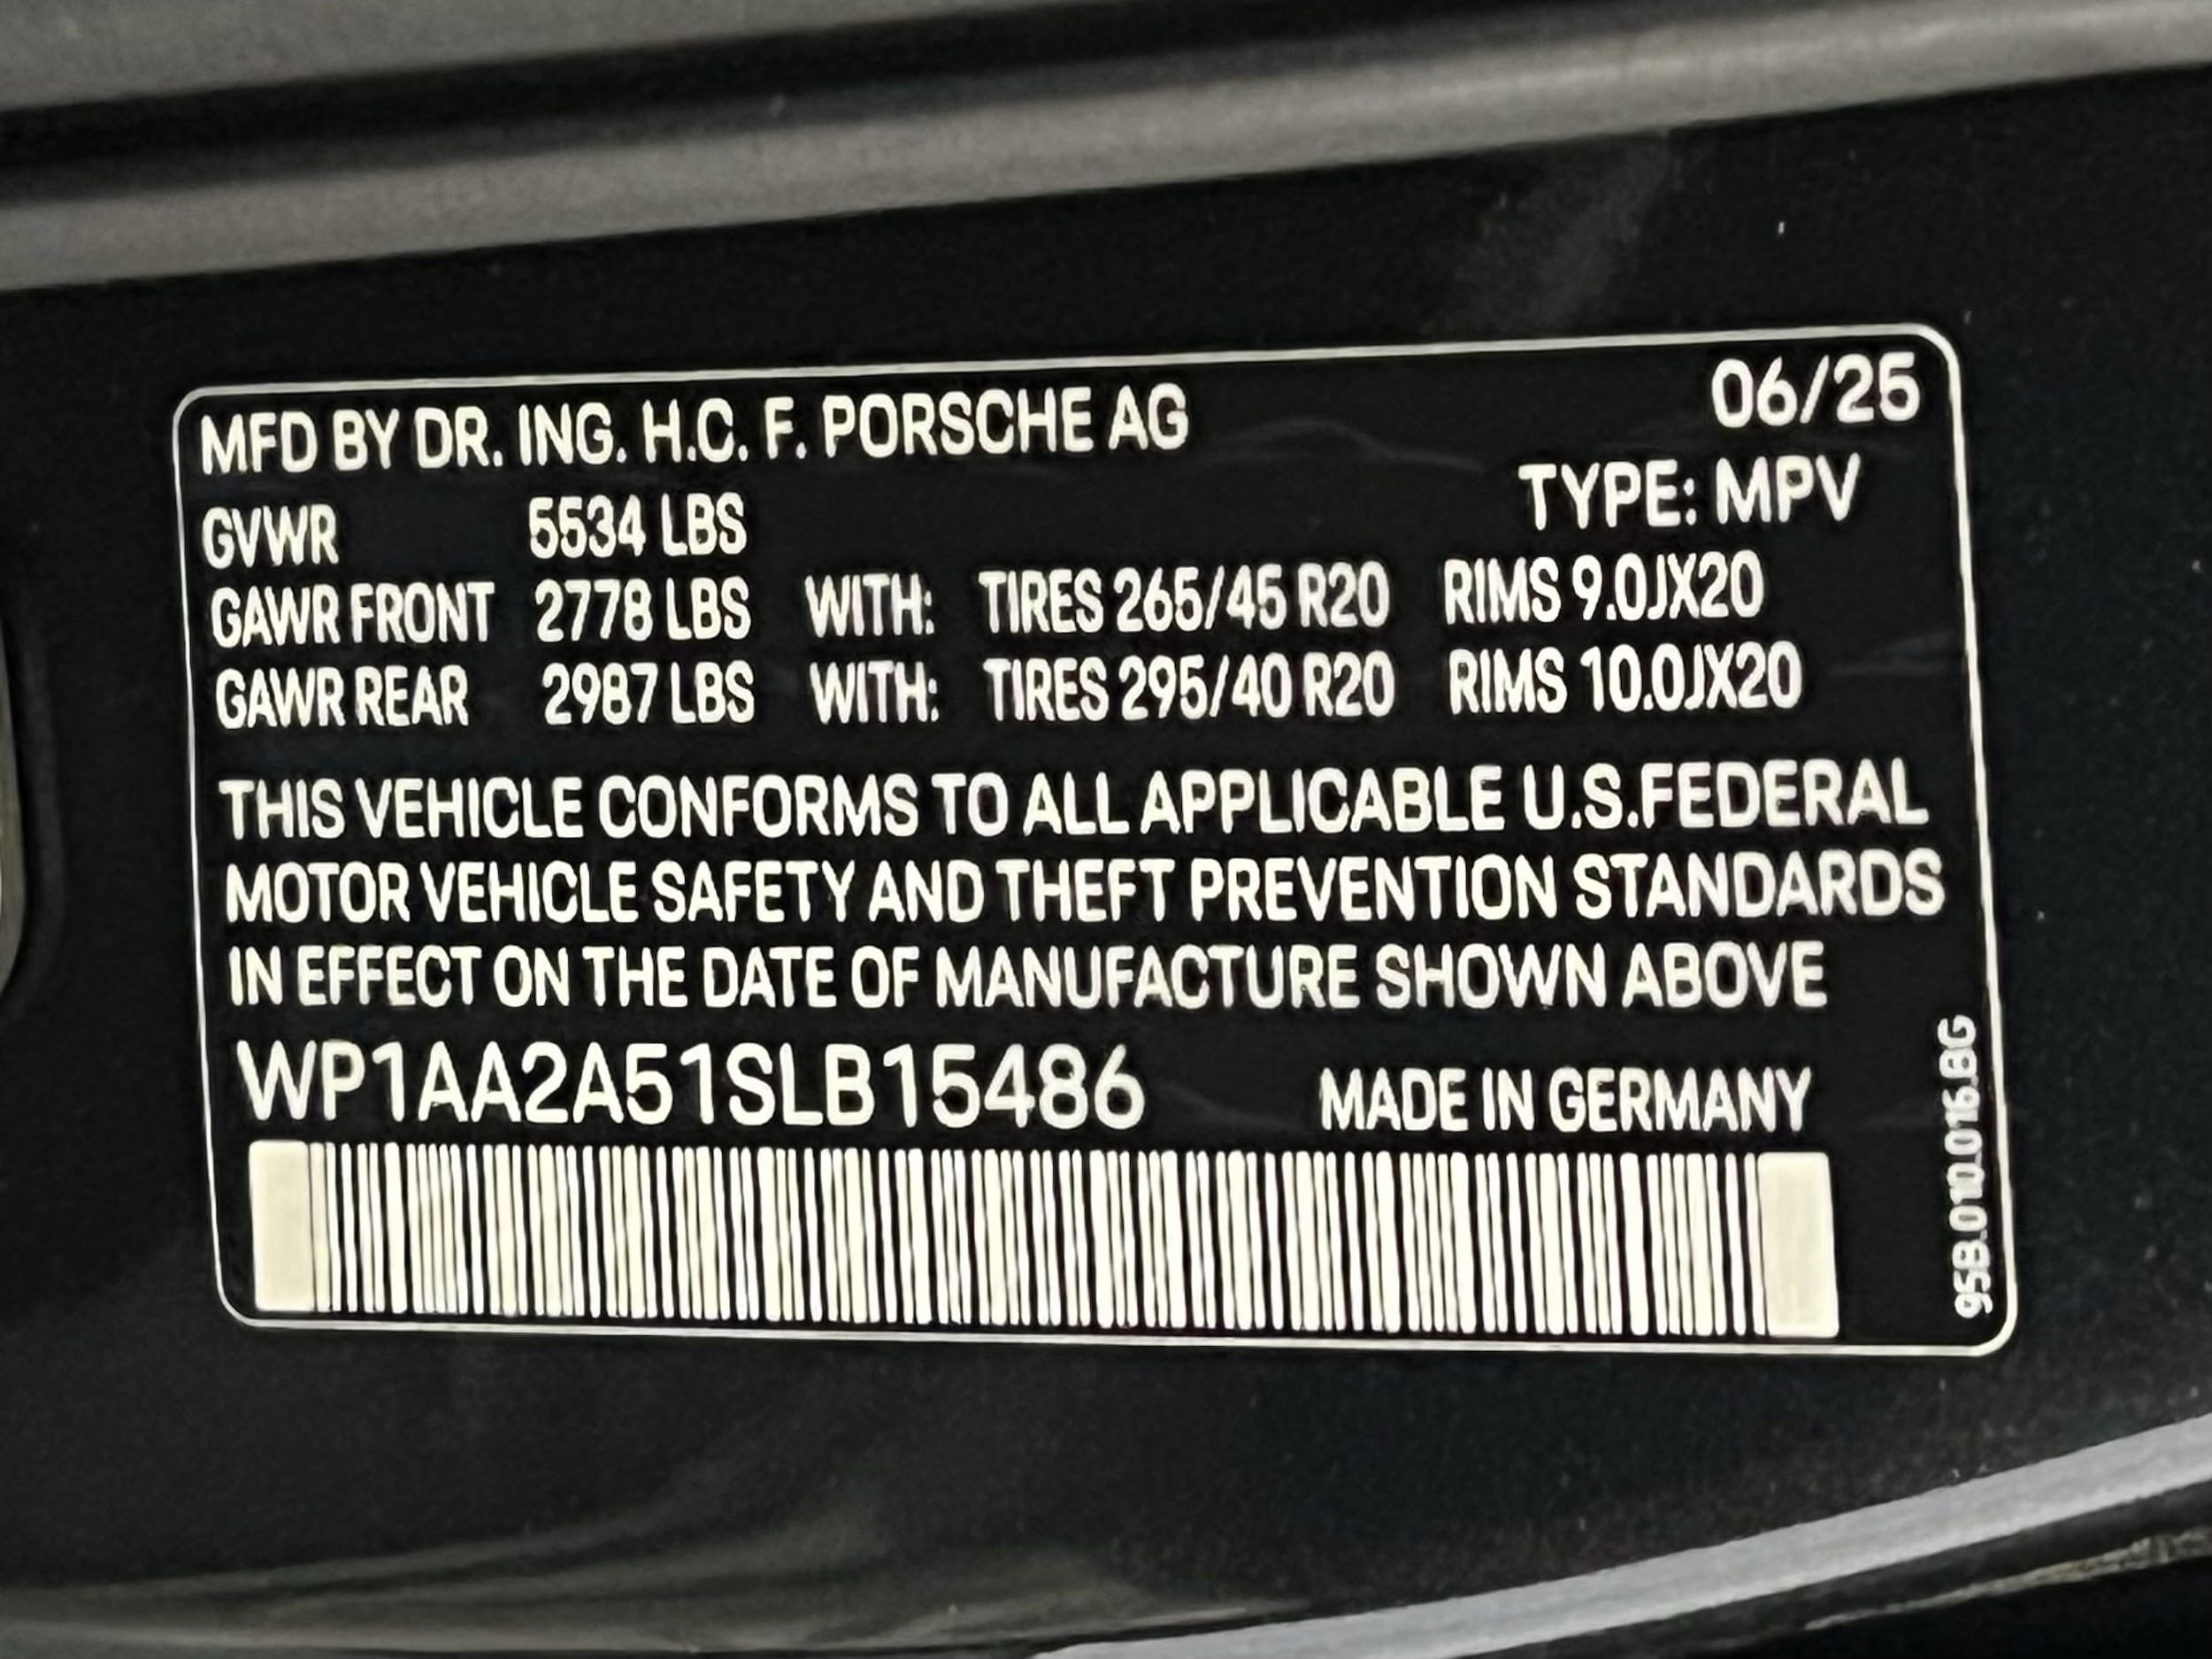 MFD BY DR. ING. H.C. F. PORSCHE AG 06/25
GVWR 5534 LBS TYPE: MPV
GAWR FRONT 2778 LBS WITH: TIRES 265/45 R20 RIMS 9.0JX20
GAWR REAR 2987 LBS WITH: TIRES 295/40 R20 RIMS 10.0JX20
THIS VEHICLE CONFORMS TO ALL APPLICABLE U.S.FEDERAL
MOTOR VEHICLE SAFETY AND THEFT PREVENTION STANDARDS
IN EFFECT ON THE DATE OF MANUFACTURE SHOWN ABOVE
WP1AA2A51SLB15486 MADE IN GERMANY
95B.010.016.BG